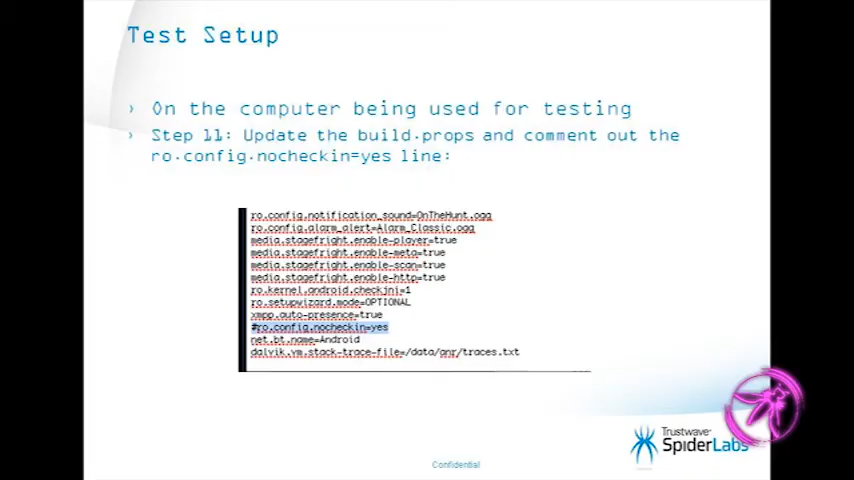 Test Setup
› On the computer being used for testing
› Step 11: Update the build.props and comment out the
ro.config.nocheckin=yes line:
ro.config.notification_sound=OnTheHunt.ogg
ro.config.alarm_alert=Alarm_Classic.ogg
media.stagefright.enable-player=true
media.stagefright.enable-meta=true
media.stagefright.enable-scan=true
media.stagefright.enable-http=true
ro.kernel.android.checkjni=1
ro.setupwizard.mode=OPTIONAL
xmpp.auto-presence=true
#ro.config.nocheckin=yes
net.bt.name=Android
dalvik.vm.stack-trace-file=/data/anr/traces.txt
Trustwave®
SpiderLabs
Confidential